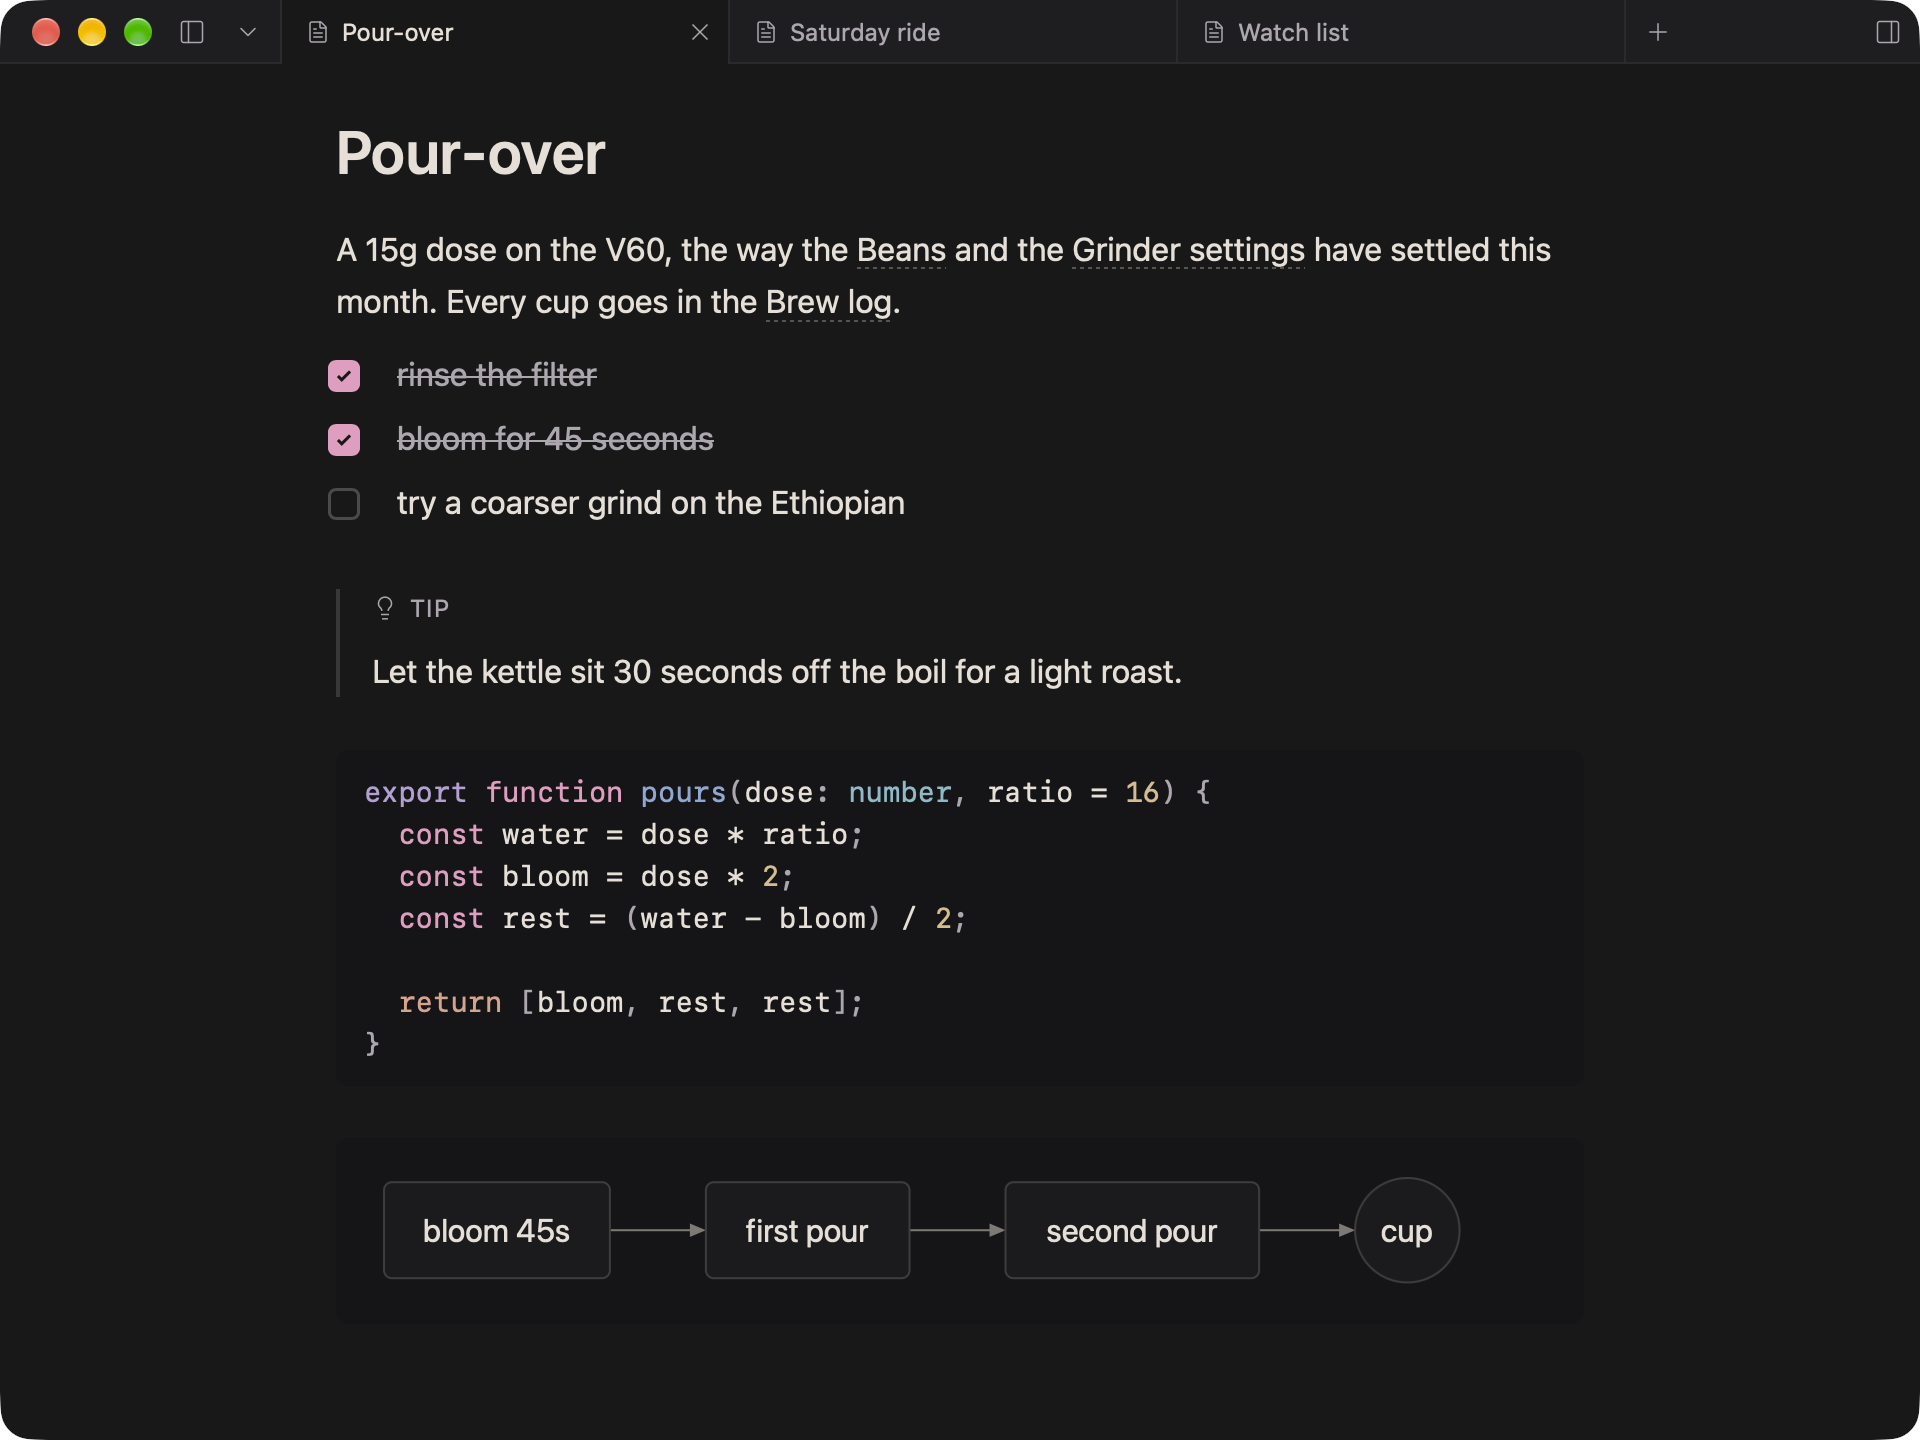 Pour-over
Saturday ride
Watch list
Pour-over
A 15g dose on the V60, the way the Beans and the Grinder settings have settled this
month. Every cup goes in the Brew log.
rinse the filter
bloom for 45 seconds
try a coarser grind on the Ethiopian
TIP
Let the kettle sit 30 seconds off the boil for a light roast.
export function pours(dose: number, ratio = 16) {
  const water = dose * ratio;
  const bloom = dose * 2;
  const rest = (water - bloom) / 2;

  return [bloom, rest, rest];
}
bloom 45s
first pour
second pour
cup